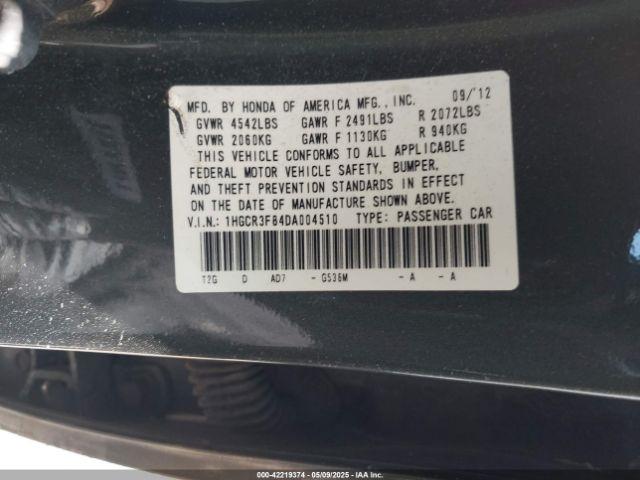 MFD. BY HONDA OF AMERICA MFG., INC. 09/'12
GVWR 4542LBS GAWR F 2491LBS R 2072LBS
GVWR 2060KG GAWR F 1130KG R 940KG
THIS VEHICLE CONFORMS TO ALL APPLICABLE
FEDERAL MOTOR VEHICLE SAFETY, BUMPER,
AND THEFT PREVENTION STANDARDS IN EFFECT
ON THE DATE OF MANUFACTURE SHOWN ABOVE.
V.I.N.: 1HGCR3F84DA004510 TYPE: PASSENGER CAR
T2G D AD7 - G536M - A - A
000-42219374 - 05/09/2025 - IAAI.CA